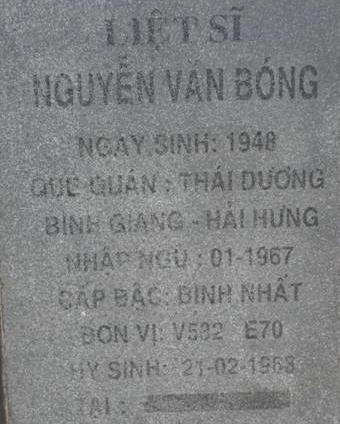 LIỆT SĨ
NGUYỄN VĂN BÓNG
NGÀY SINH: 1948
QUÊ QUÁN : THÁI DƯƠNG
BÌNH GIANG - HẢI HƯNG
NHẬP NGŨ : 01-1967
CẤP BẬC: BINH NHẤT
ĐƠN VỊ: V532 E70
HY SINH: 21-02-1968
TẠI :